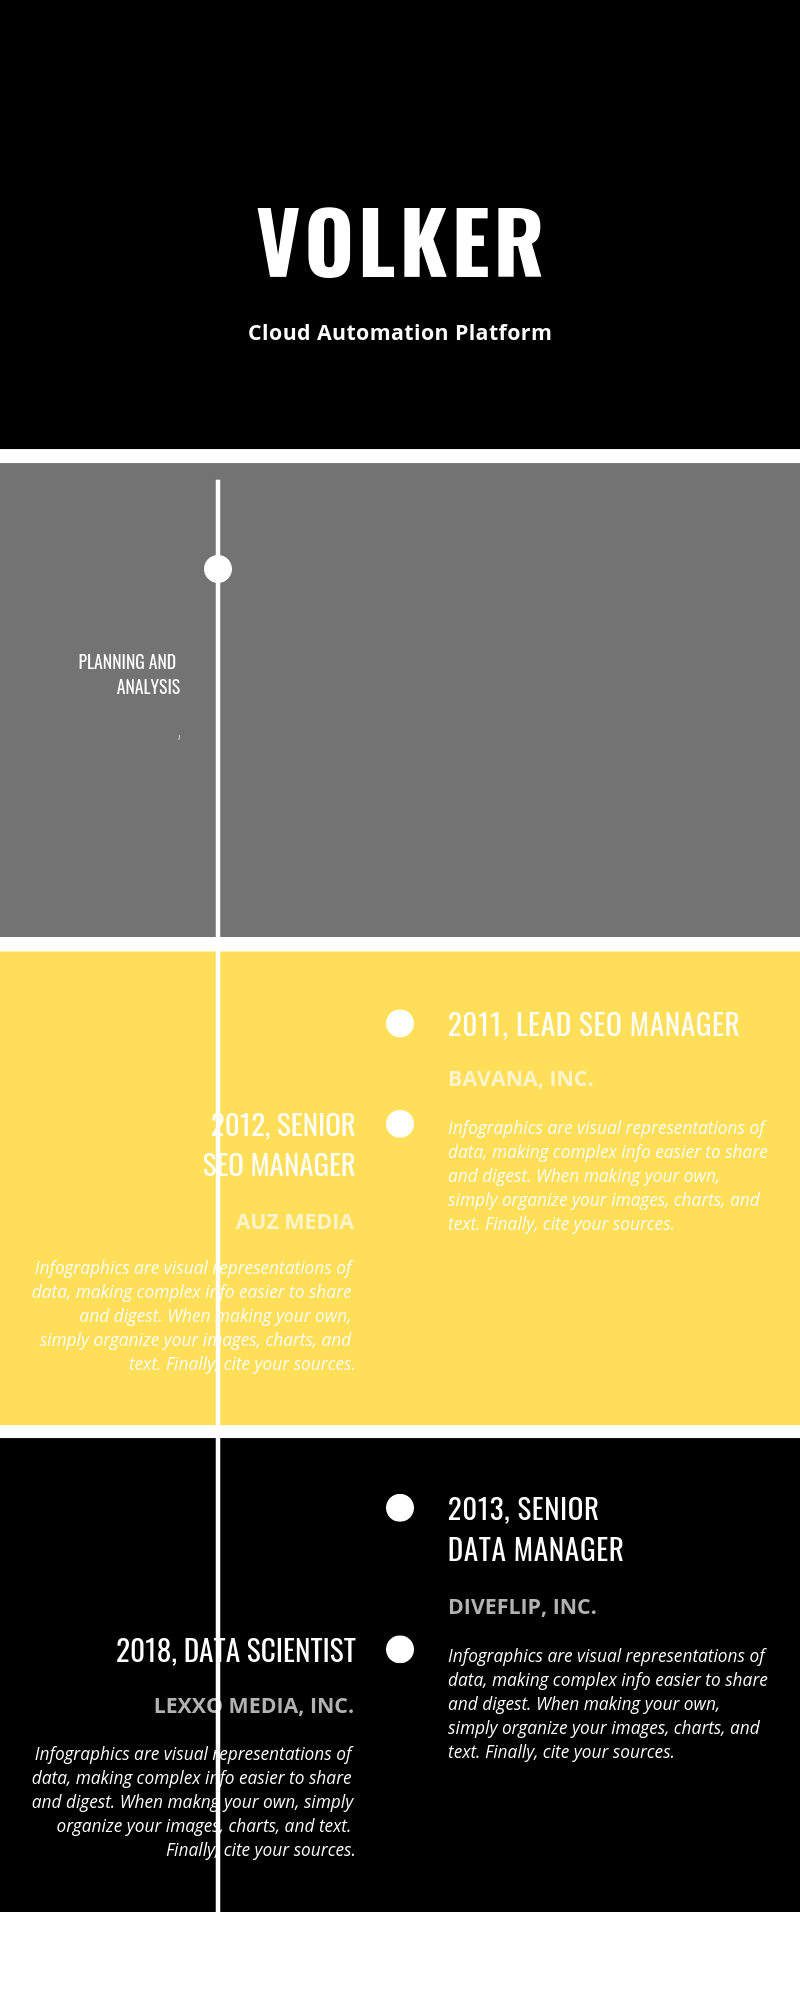 VOLKER
Cloud Automation Platform
PLANNING AND
ANALYSIS
,
2011, LEAD SEO MANAGER
BAVANA, INC.
Infographics are visual representations of
data, making complex info easier to share
and digest. When making your own,
simply organize your images, charts, and
text. Finally, cite your sources.
2012, SENIOR
SEO MANAGER
AUZ MEDIA
Infographics are visual representations of
data, making complex info easier to share
and digest. When making your own,
simply organize your images, charts, and
text. Finally, cite your sources.
2013, SENIOR
DATA MANAGER
DIVEFLIP, INC.
Infographics are visual representations of
data, making complex info easier to share
and digest. When making your own,
simply organize your images, charts, and
text. Finally, cite your sources.
2018, DATA SCIENTIST
LEXXO MEDIA, INC.
Infographics are visual representations of
data, making complex info easier to share
and digest. When makng your own, simply
organize your images, charts, and text.
Finally, cite your sources.